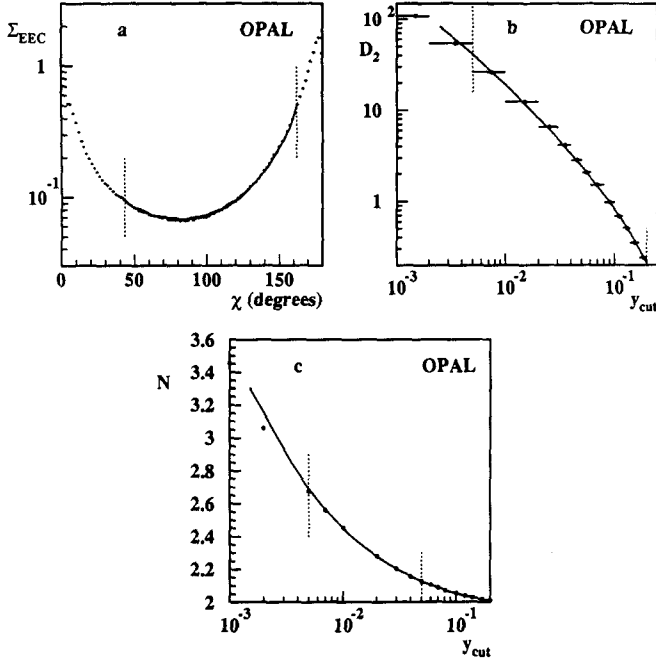 Σ_EEC a OPAL
1
10^-1
0 50 100 150
χ (degrees)
10^2 b OPAL
D_2
10
1
10^-3 10^-2 10^-1
y_cut
3.6 c OPAL
N
3.4
3.2
3
2.8
2.6
2.4
2.2
2
10^-3 10^-2 10^-1
y_cut